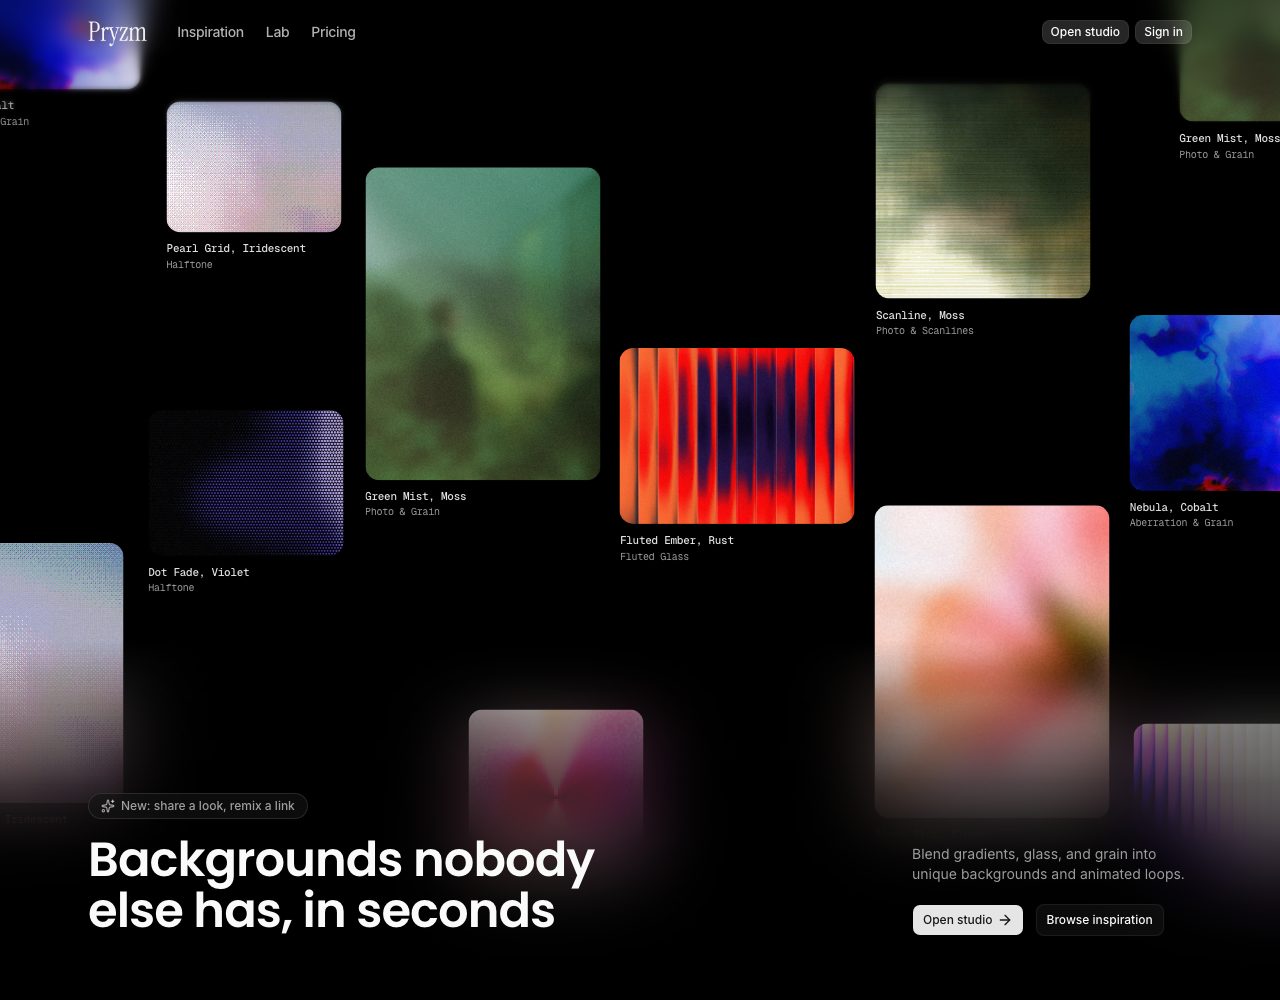 Pryzm
Inspiration
Lab
Pricing
Open studio
Sign in
Grain
Pearl Grid, Iridescent
Halftone
Green Mist, Moss
Photo & Grain
Scanline, Moss
Photo & Scanlines
Green Mist, Moss
Photo & Grain
Fluted Ember, Rust
Fluted Glass
Nebula, Cobalt
Aberration & Grain
Dot Fade, Violet
Halftone
Iridescent
New: share a look, remix a link
Backgrounds nobody
else has, in seconds
Blend gradients, glass, and grain into
unique backgrounds and animated loops.
Open studio
Browse inspiration